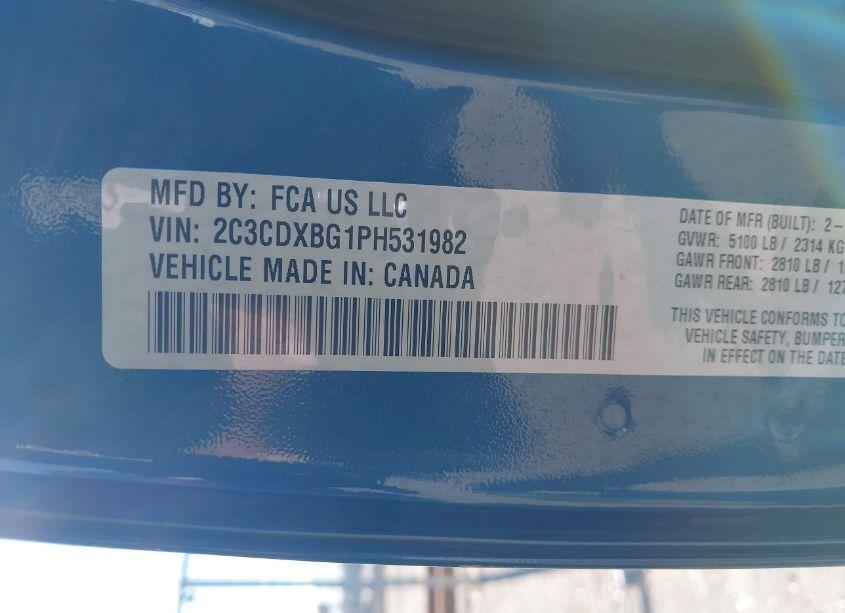 MFD BY: FCA US LLC
VIN: 2C3CDXBG1PH531982
VEHICLE MADE IN: CANADA
DATE OF MFR (BUILT): 2-
GVWR: 5100 LB / 2314 KG
GAWR FRONT: 2810 LB / 1
GAWR REAR: 2810 LB / 127
THIS VEHICLE CONFORMS TO
VEHICLE SAFETY, BUMPER
IN EFFECT ON THE DATE